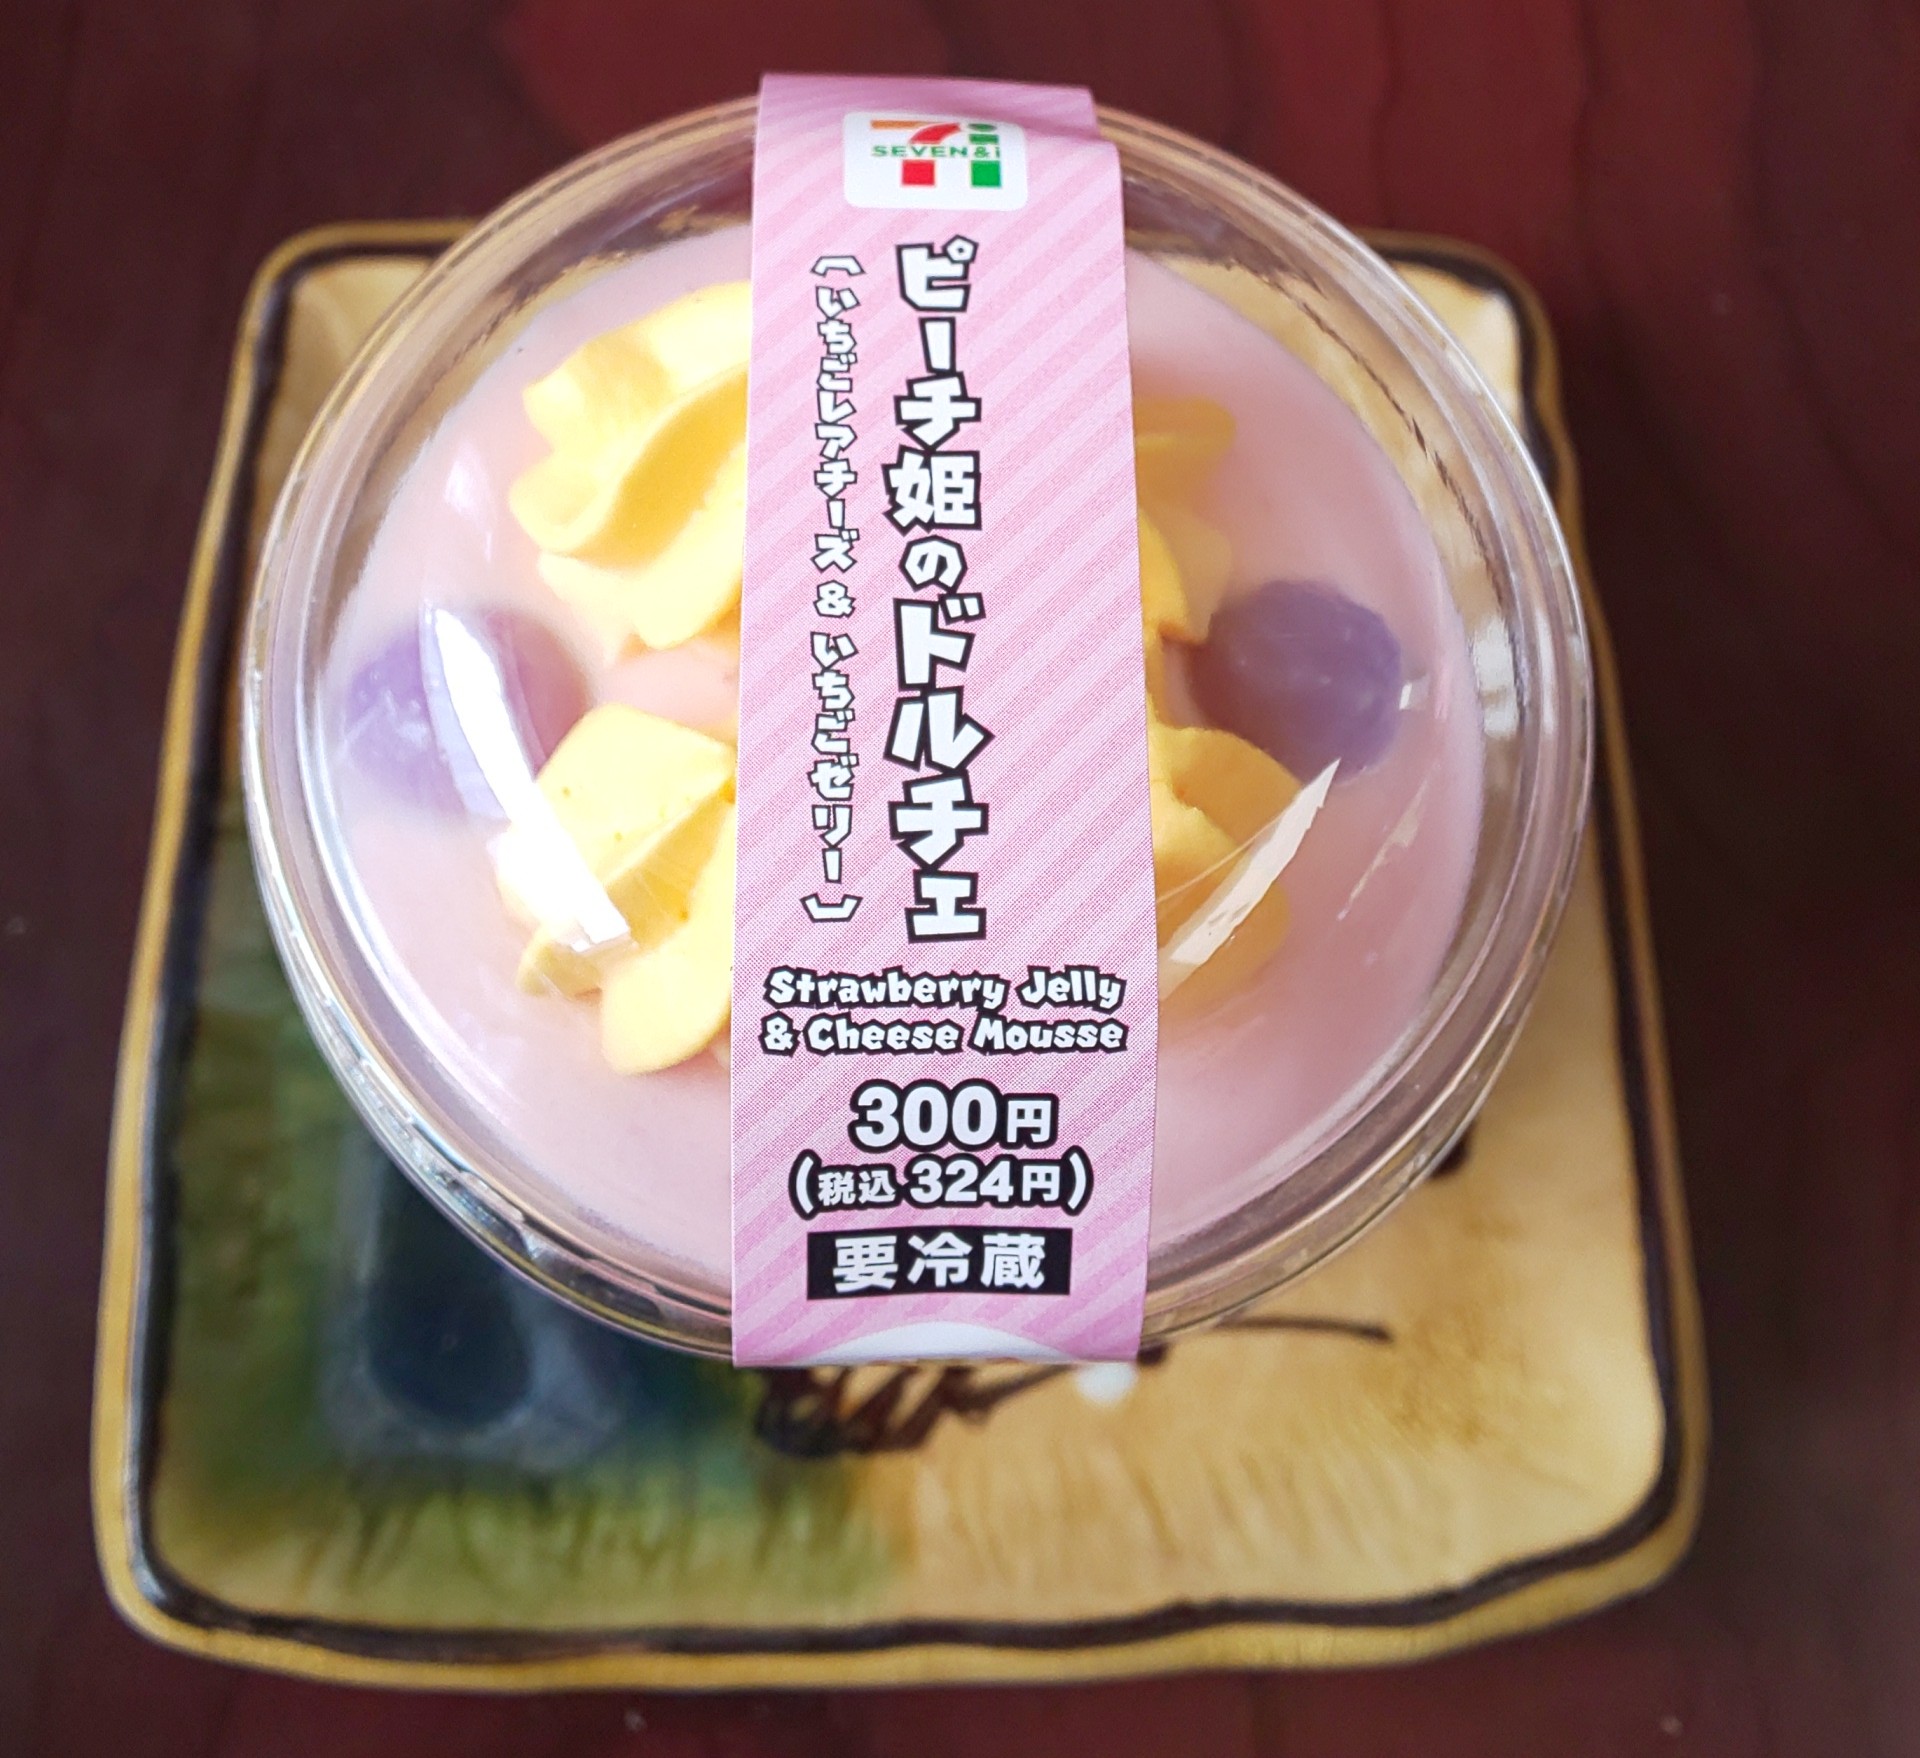 SEVEN&i
ピーチ姫のドルチェ
〔いちごレアチーズ&いちごゼリー〕
Strawberry Jelly
& Cheese Mousse
300円
(税込 324円)
要冷蔵